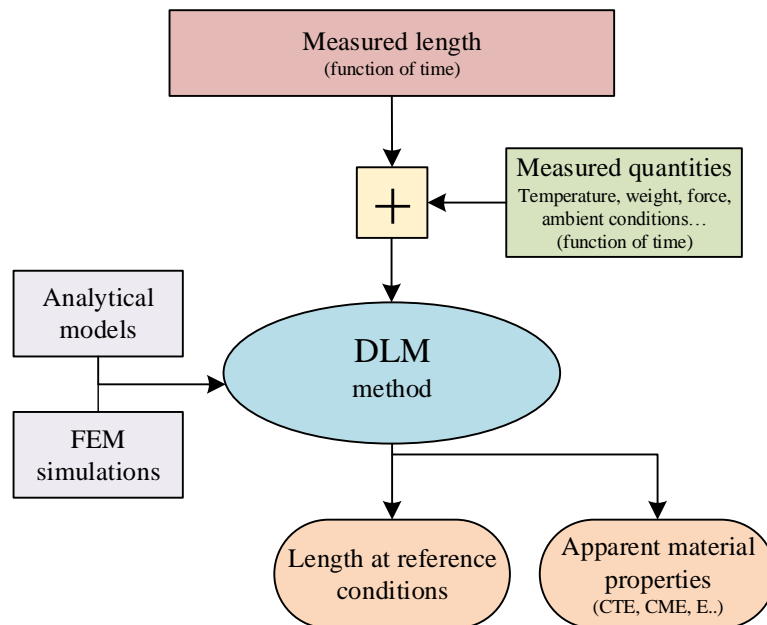 Measured length
(function of time)
+
Measured quantities
Temperature, weight, force,
ambient conditions…
(function of time)
Analytical
models
DLM
method
FEM
simulations
Length at reference
conditions
Apparent material
properties
(CTE, CME, E..)